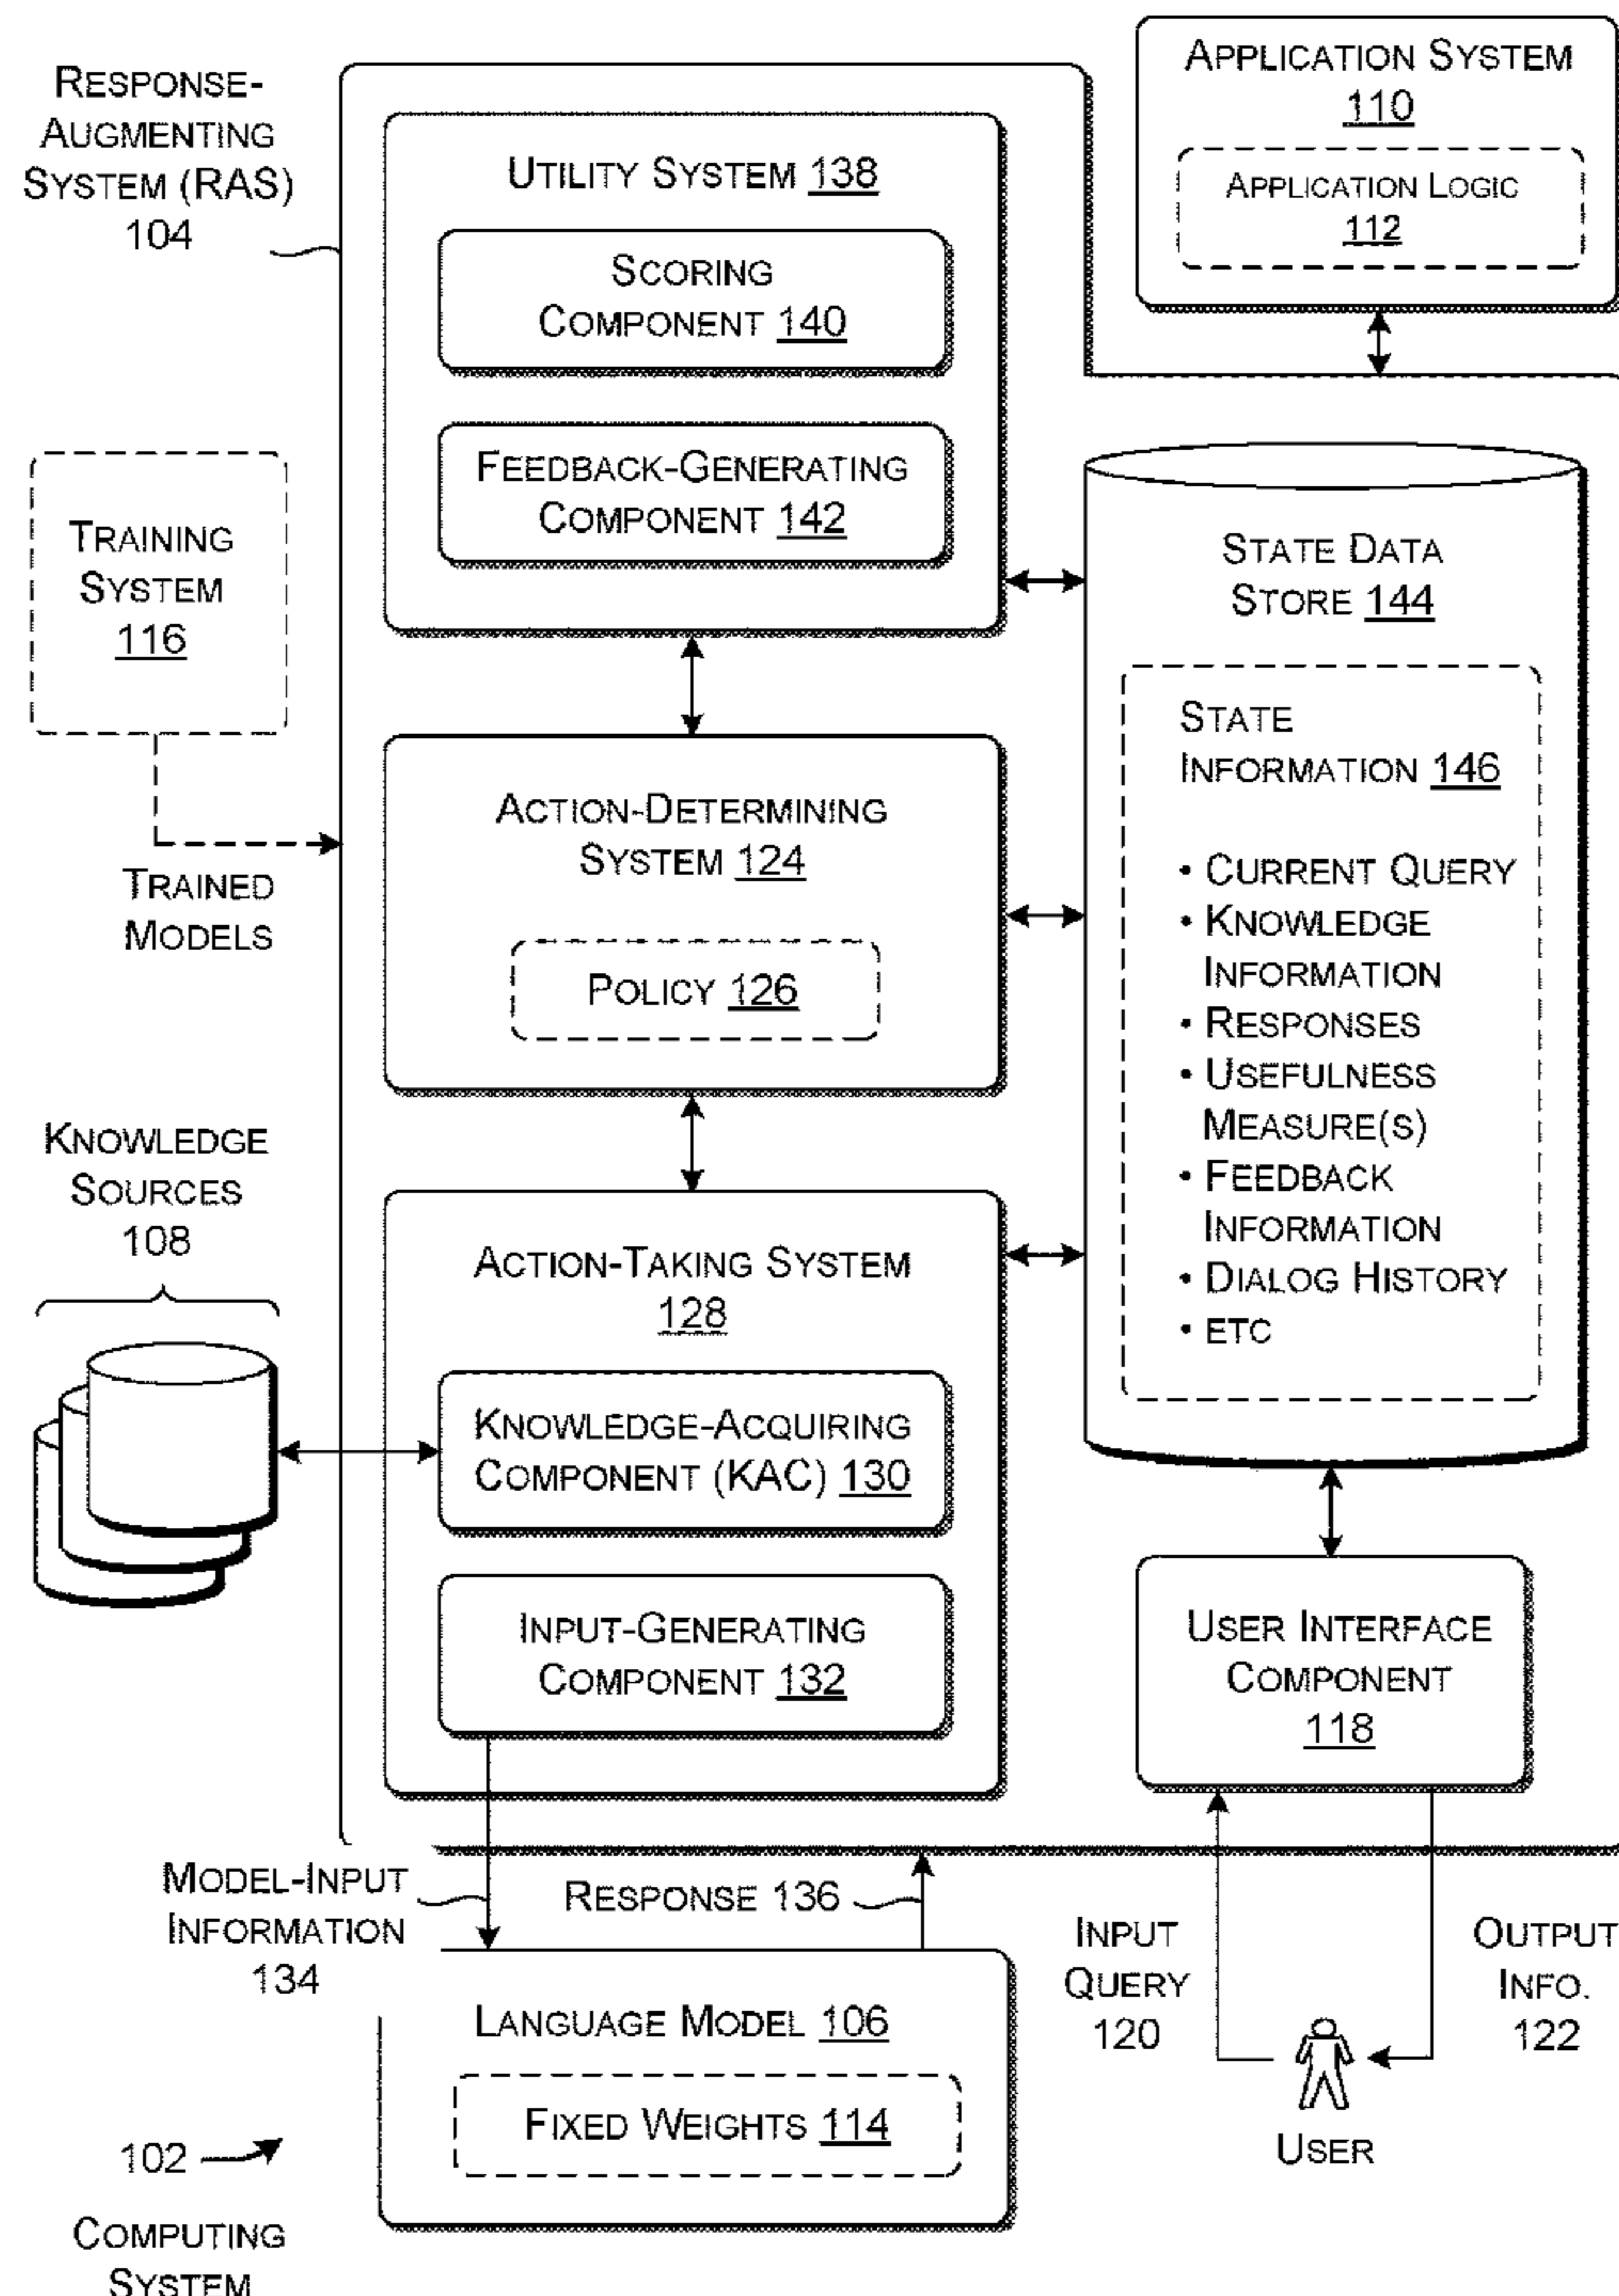 RESPONSE-
AUGMENTING
SYSTEM (RAS)
104
APPLICATION SYSTEM
110
APPLICATION LOGIC
112
UTILITY SYSTEM 138
SCORING
COMPONENT 140
FEEDBACK-GENERATING
COMPONENT 142
TRAINING
SYSTEM
116
TRAINED
MODELS
STATE DATA
STORE 144
STATE
INFORMATION 146
• CURRENT QUERY
• KNOWLEDGE
INFORMATION
• RESPONSES
• USEFULNESS
MEASURE(S)
• FEEDBACK
INFORMATION
• DIALOG HISTORY
• ETC
ACTION-DETERMINING
SYSTEM 124
POLICY 126
KNOWLEDGE
SOURCES
108
ACTION-TAKING SYSTEM
128
KNOWLEDGE-ACQUIRING
COMPONENT (KAC) 130
INPUT-GENERATING
COMPONENT 132
USER INTERFACE
COMPONENT
118
MODEL-INPUT
INFORMATION
134
RESPONSE 136
INPUT
QUERY
120
OUTPUT
INFO.
122
LANGUAGE MODEL 106
FIXED WEIGHTS 114
USER
102
COMPUTING
SYSTEM